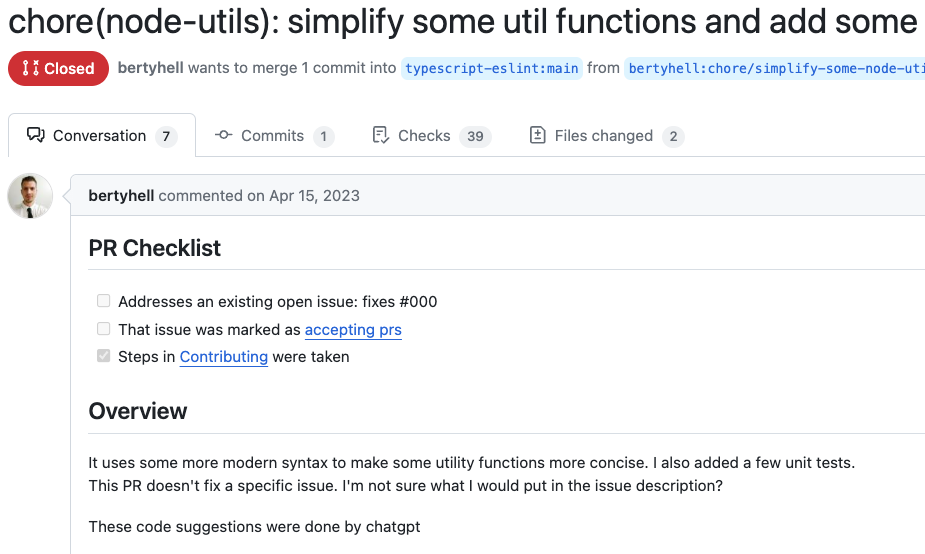 chore(node-utils): simplify some util functions and add some
Closed bertyhell wants to merge 1 commit into typescript-eslint:main from bertyhell:chore/simplify-some-node-uti
Conversation 7 Commits 1 Checks 39 Files changed 2
bertyhell commented on Apr 15, 2023
PR Checklist
Addresses an existing open issue: fixes #000
That issue was marked as accepting prs
Steps in Contributing were taken
Overview
It uses some more modern syntax to make some utility functions more concise. I also added a few unit tests.
This PR doesn't fix a specific issue. I'm not sure what I would put in the issue description?
These code suggestions were done by chatgpt